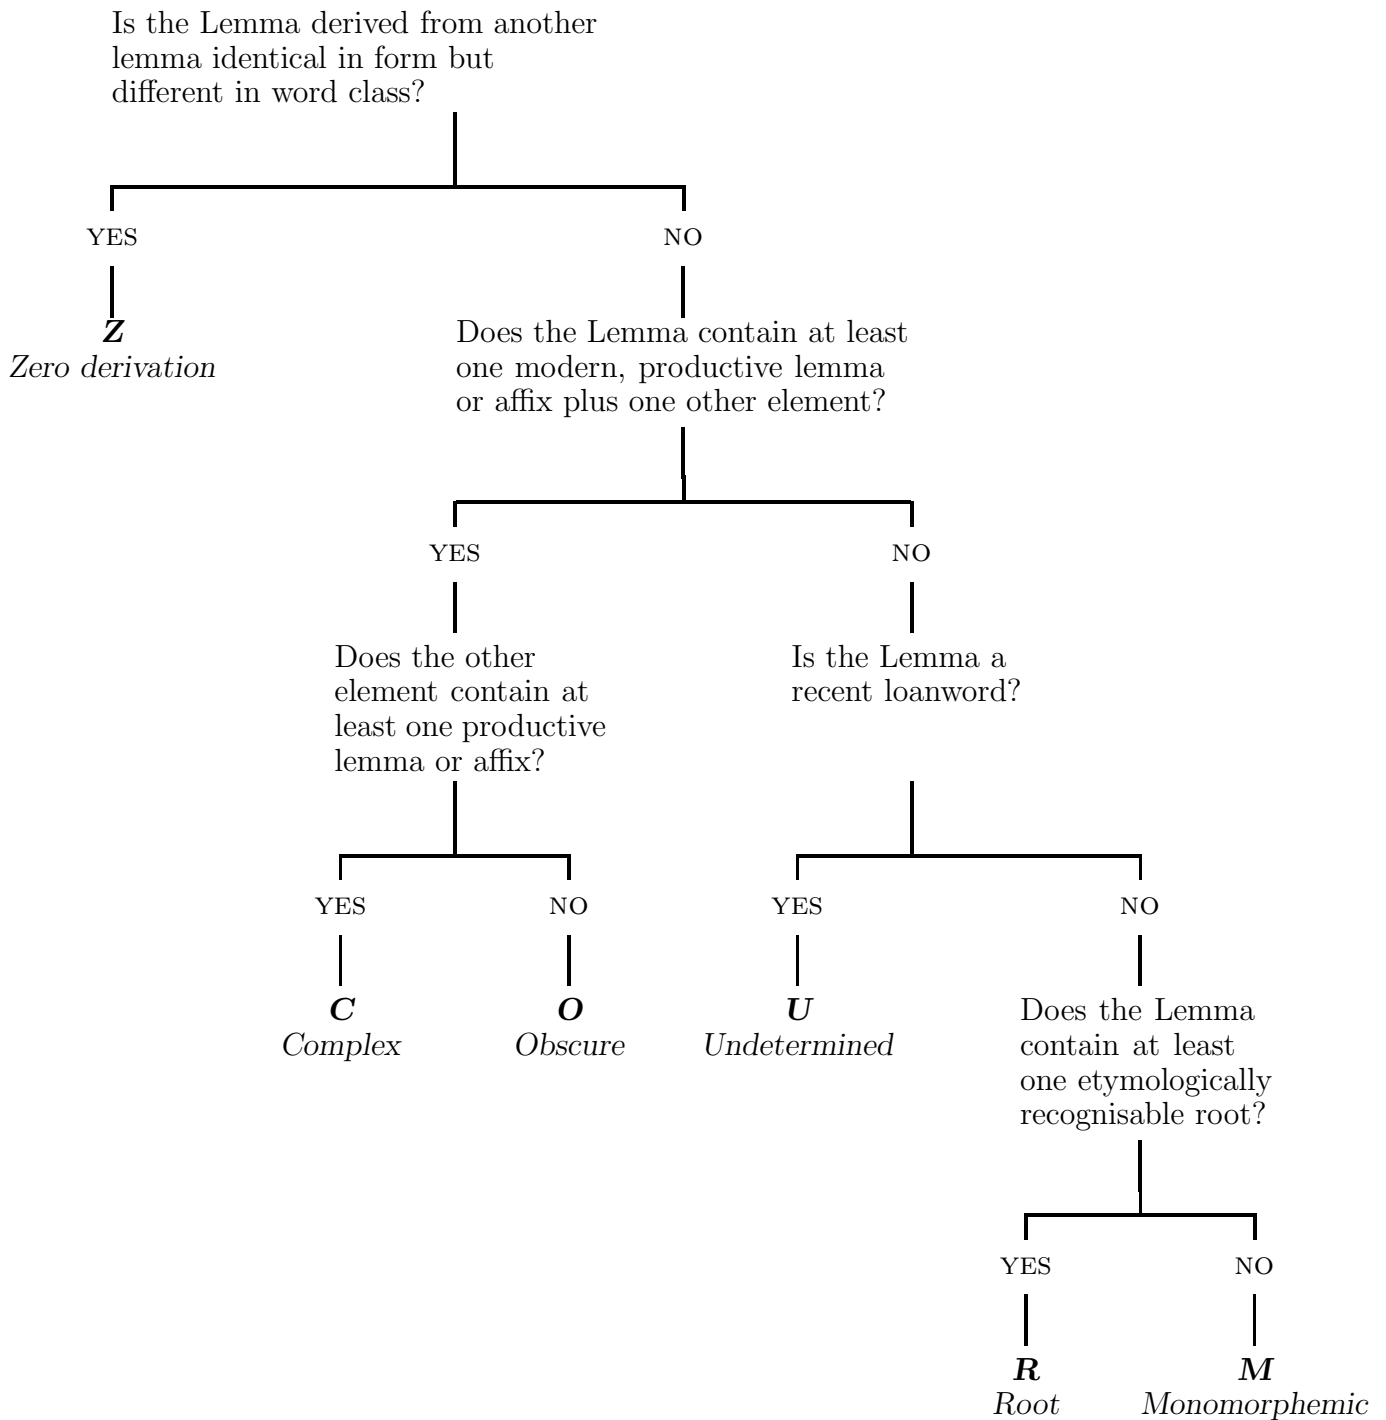 Is the Lemma derived from another
lemma identical in form but
different in word class?
YES
NO
Z
Zero derivation
Does the Lemma contain at least
one modern, productive lemma
or affix plus one other element?
YES
NO
Does the other
element contain at
least one productive
lemma or affix?
Is the Lemma a
recent loanword?
YES
NO
YES
NO
C
Complex
O
Obscure
U
Undetermined
Does the Lemma
contain at least
one etymologically
recognisable root?
YES
NO
R
Root
M
Monomorphemic